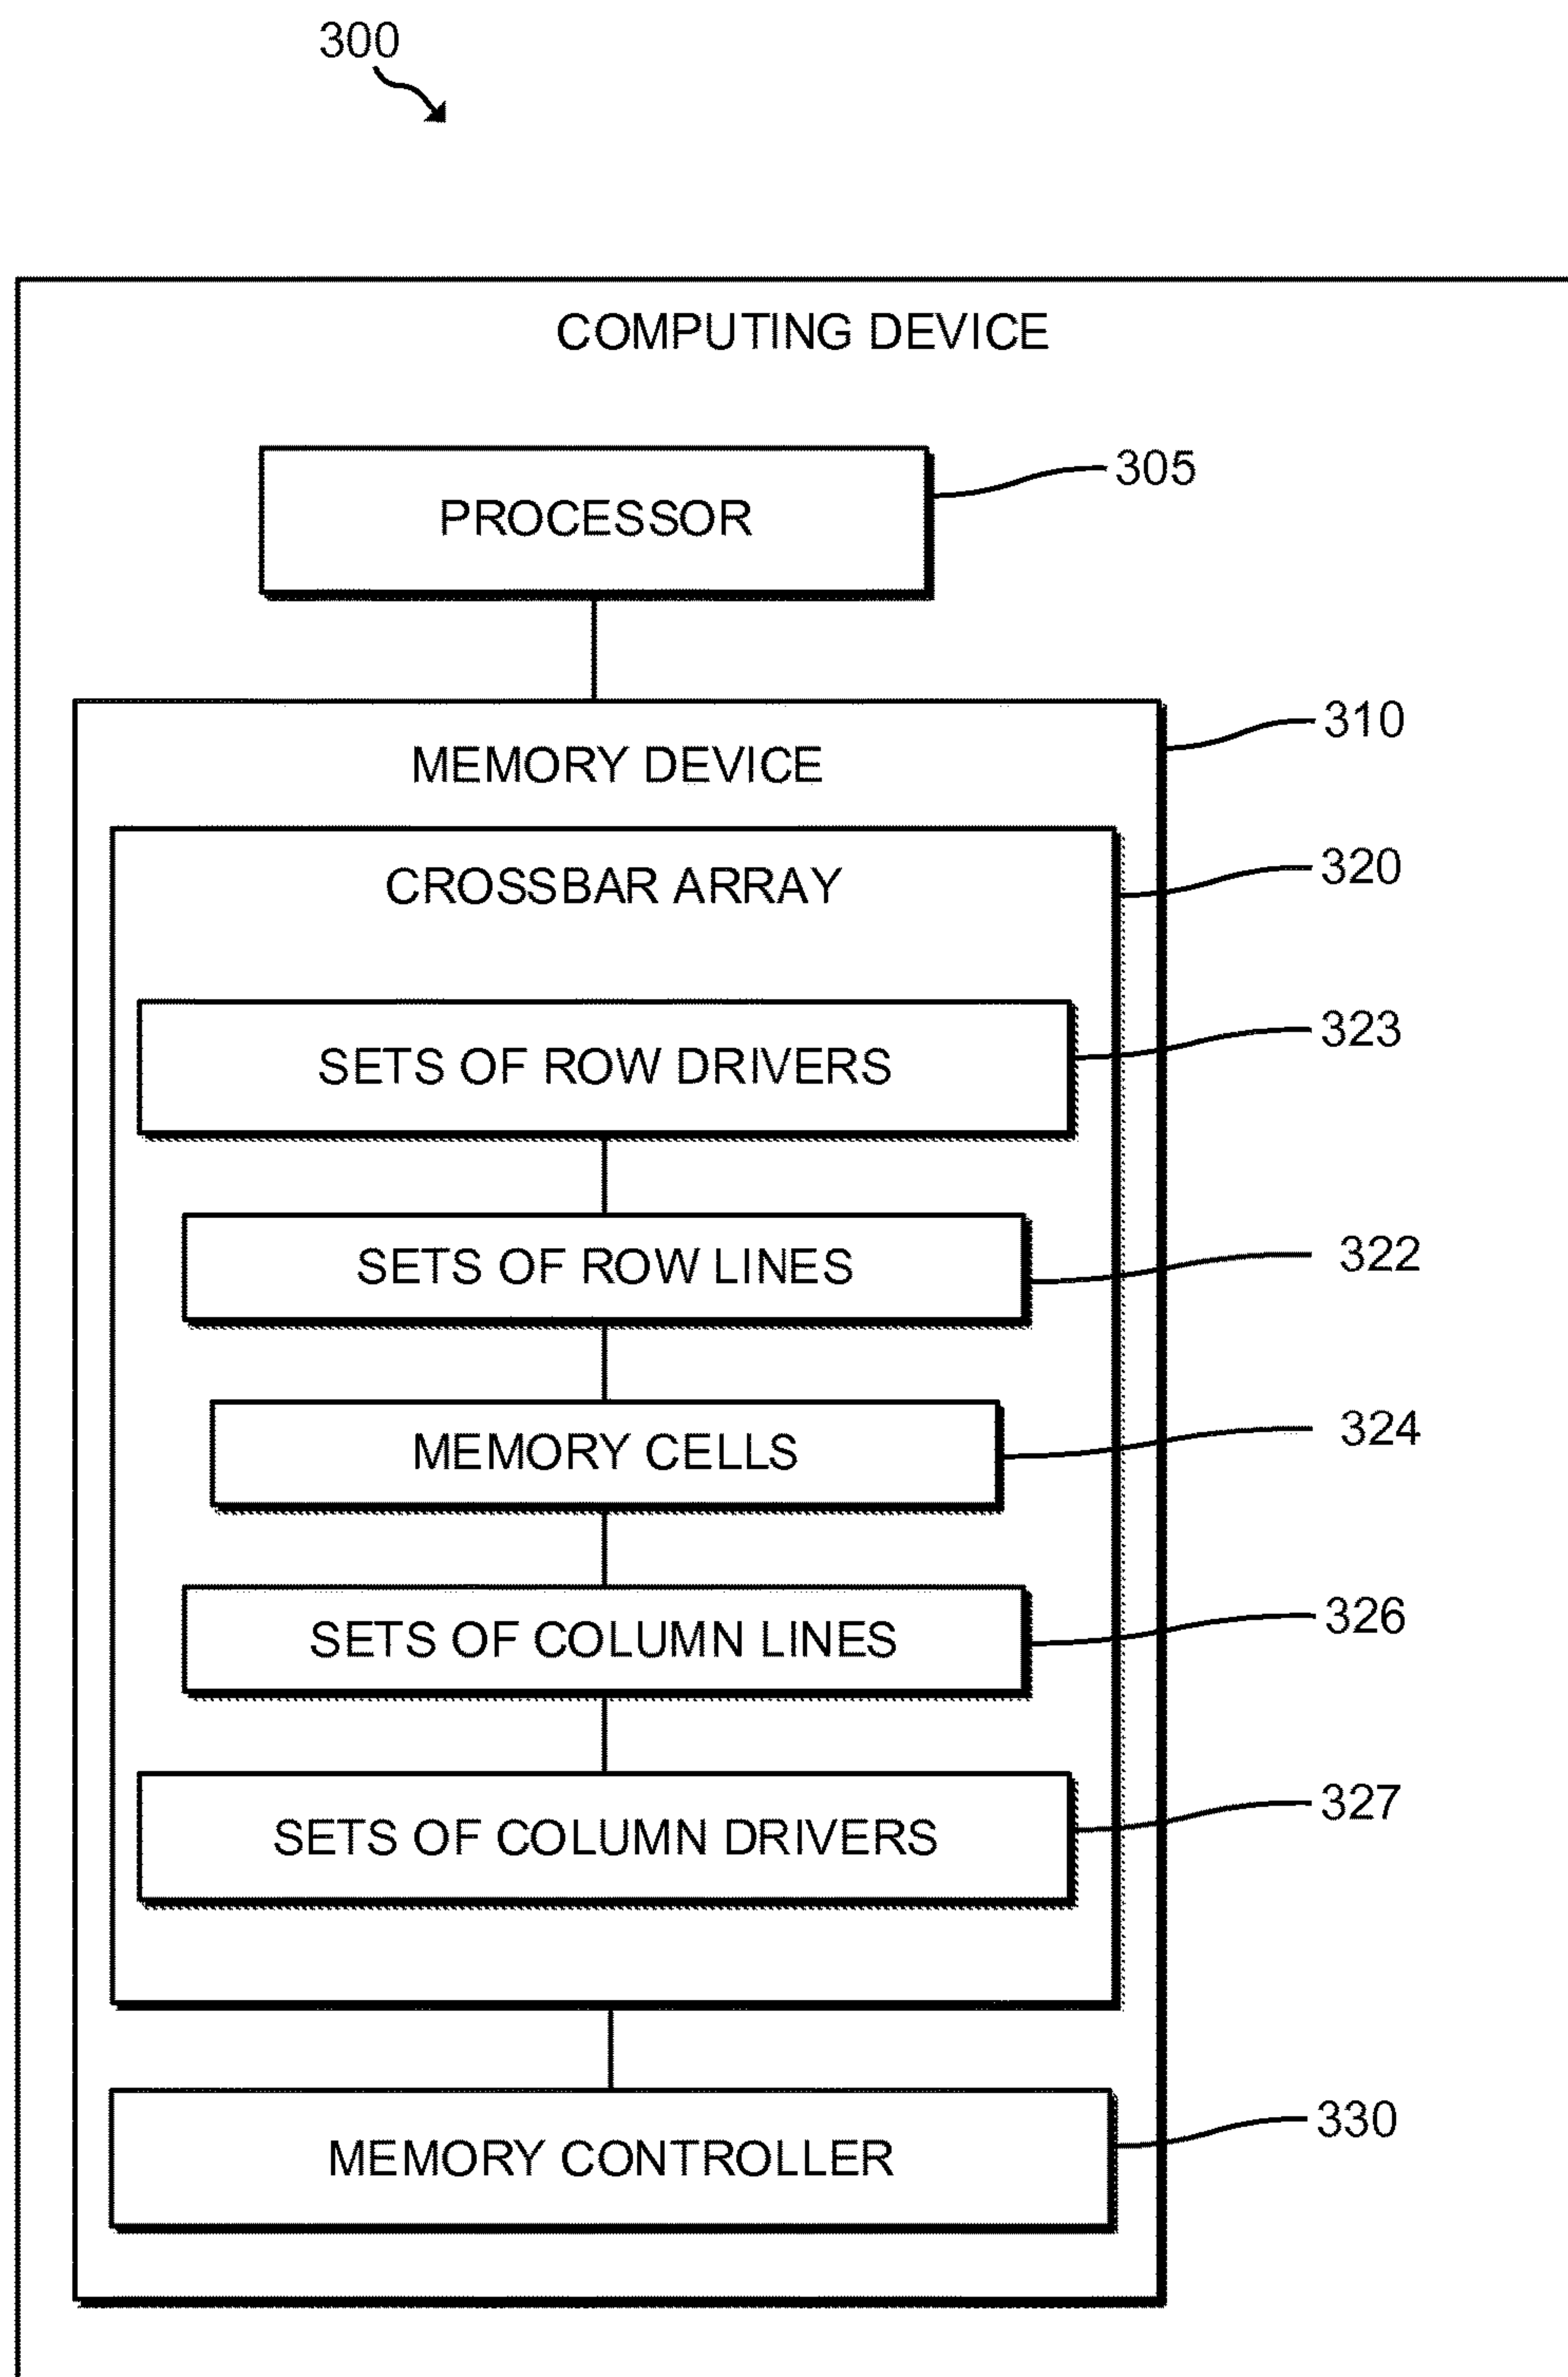 300
COMPUTING DEVICE
PROCESSOR
305
MEMORY DEVICE
310
CROSSBAR ARRAY
320
SETS OF ROW DRIVERS
323
SETS OF ROW LINES
322
MEMORY CELLS
324
SETS OF COLUMN LINES
326
SETS OF COLUMN DRIVERS
327
MEMORY CONTROLLER
330